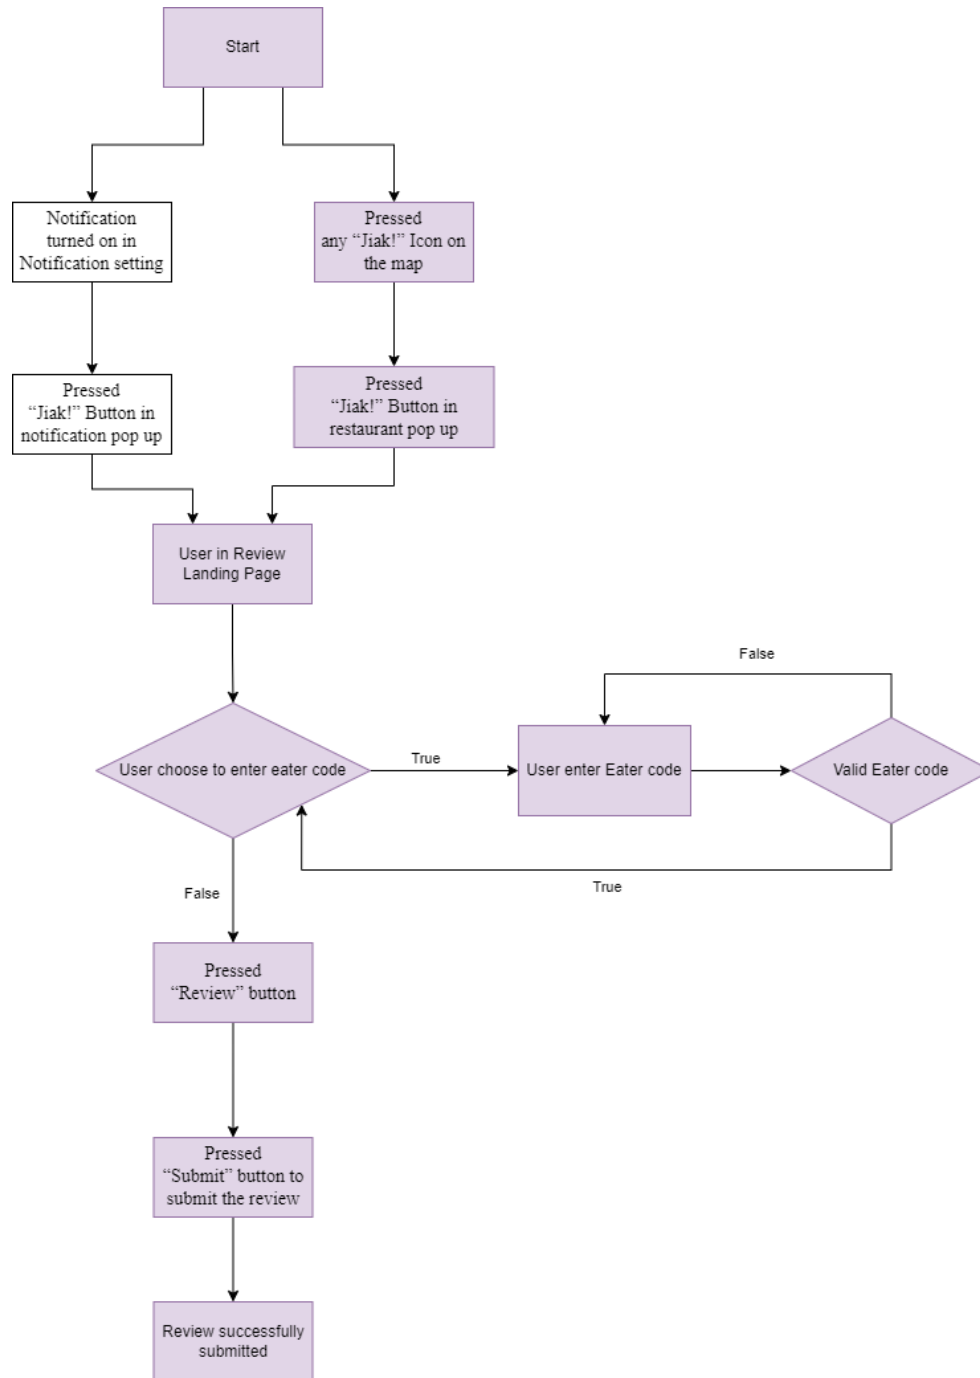 Start
Notification
turned on in
Notification setting
Pressed
any “Jiak!” Icon on
the map
Pressed
“Jiak!” Button in
notification pop up
Pressed
“Jiak!” Button in
restaurant pop up
User in Review
Landing Page
False
User choose to enter eater code
True
User enter Eater code
Valid Eater code
False
True
Pressed
“Review” button
Pressed
“Submit” button to
submit the review
Review successfully
submitted